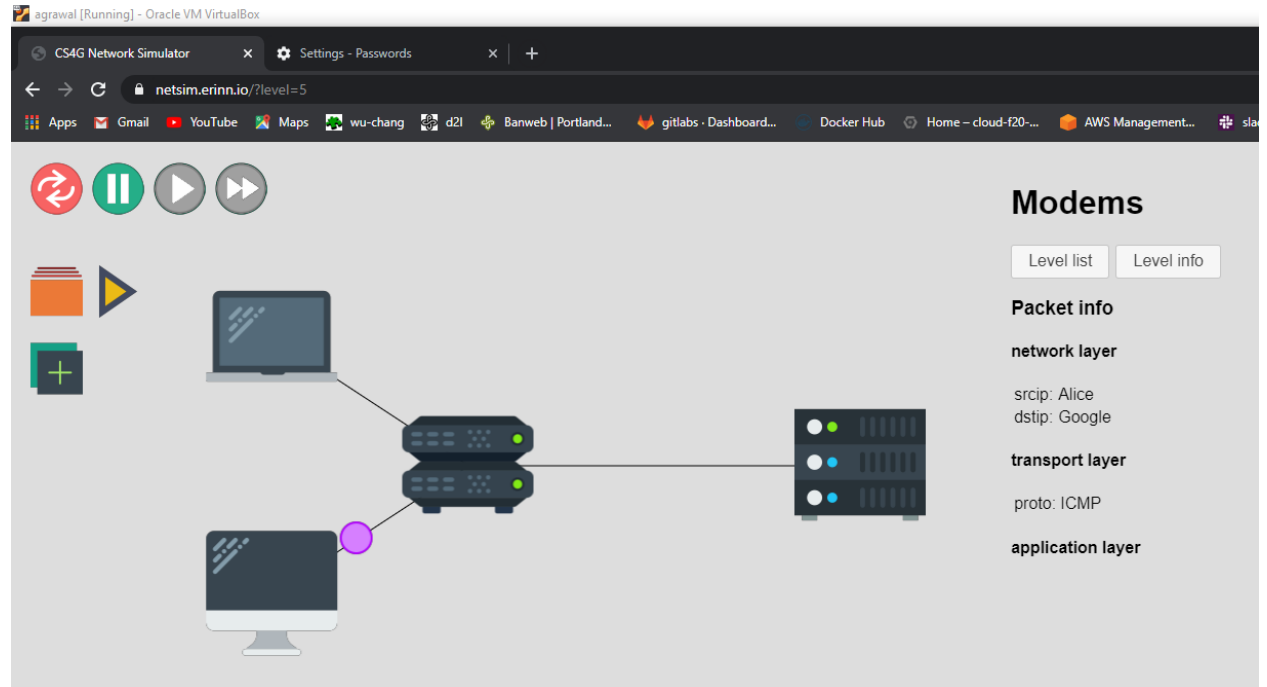 agrawal [Running] - Oracle VM VirtualBox
CS4G Network Simulator
Settings - Passwords
netsim.erinn.io/?level=5
Apps Gmail YouTube Maps wu-chang d2l Banweb | Portland... gitlabs · Dashboard... Docker Hub Home – cloud-f20-... AWS Management... sla
Modems
Level list Level info
Packet info
network layer
srcip: Alice
dstip: Google
transport layer
proto: ICMP
application layer